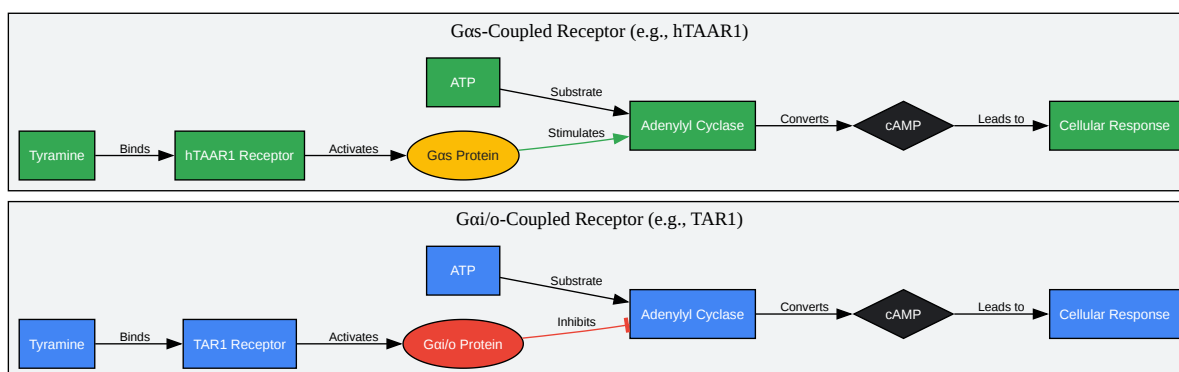 Gαs-Coupled Receptor (e.g., hTAAR1)
ATP
Substrate
Adenylyl Cyclase
Converts
cAMP
Leads to
Cellular Response
Stimulates
Tyramine
Binds
hTAAR1 Receptor
Activates
Gαs Protein
Gαi/o-Coupled Receptor (e.g., TAR1)
ATP
Substrate
Adenylyl Cyclase
Converts
cAMP
Leads to
Cellular Response
Inhibits
Tyramine
Binds
TAR1 Receptor
Activates
Gαi/o Protein